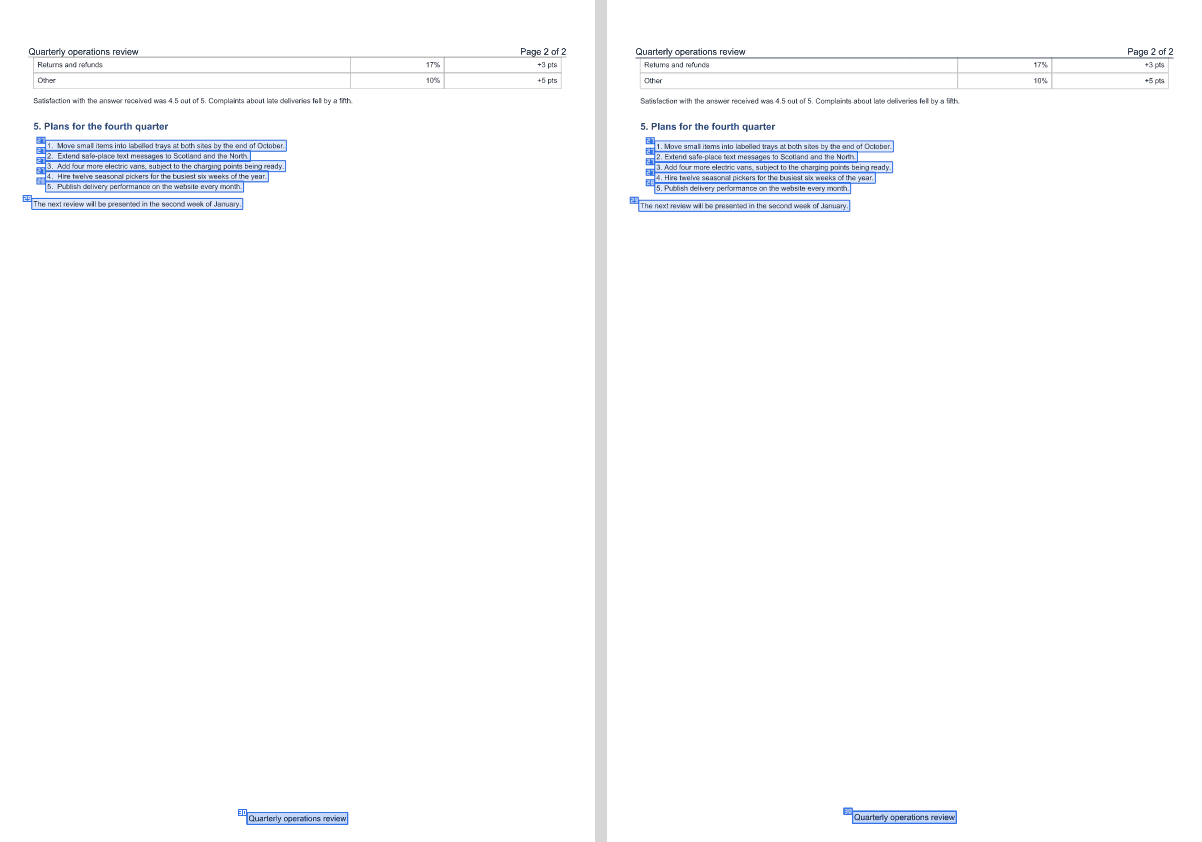 Quarterly operations review Page 2 of 2
Returns and refunds 17% +3 pts
Other 10% +5 pts
Satisfaction with the answer received was 4.5 out of 5. Complaints about late deliveries fell by a fifth.
5. Plans for the fourth quarter
1. Move small items into labelled trays at both sites by the end of October.
2. Extend safe-place text messages to Scotland and the North.
3. Add four more electric vans, subject to the charging points being ready.
4. Hire twelve seasonal pickers for the busiest six weeks of the year.
5. Publish delivery performance on the website every month.
The next review will be presented in the second week of January.
Quarterly operations review
Quarterly operations review Page 2 of 2
Returns and refunds 17% +3 pts
Other 10% +5 pts
Satisfaction with the answer received was 4.5 out of 5. Complaints about late deliveries fell by a fifth.
5. Plans for the fourth quarter
1. Move small items into labelled trays at both sites by the end of October.
2. Extend safe-place text messages to Scotland and the North.
3. Add four more electric vans, subject to the charging points being ready.
4. Hire twelve seasonal pickers for the busiest six weeks of the year.
5. Publish delivery performance on the website every month.
The next review will be presented in the second week of January.
Quarterly operations review